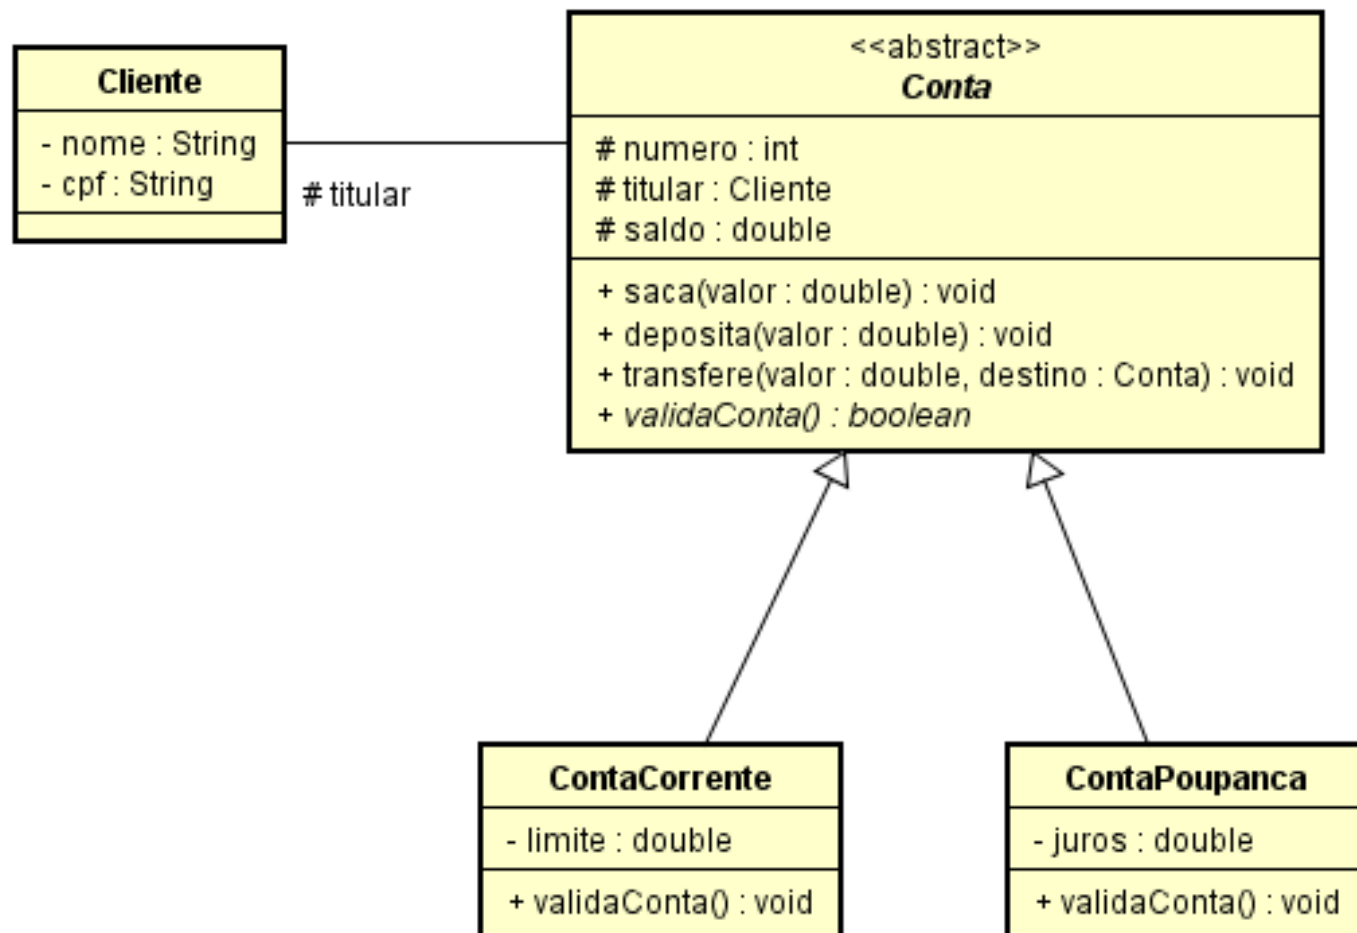 Cliente
- nome : String
- cpf : String
# titular
<<abstract>>
Conta
# numero : int
# titular : Cliente
# saldo : double
+ saca(valor : double) : void
+ deposita(valor : double) : void
+ transfere(valor : double, destino : Conta) : void
+ validaConta() : boolean
ContaCorrente
- limite : double
+ validaConta() : void
ContaPoupanca
- juros : double
+ validaConta() : void